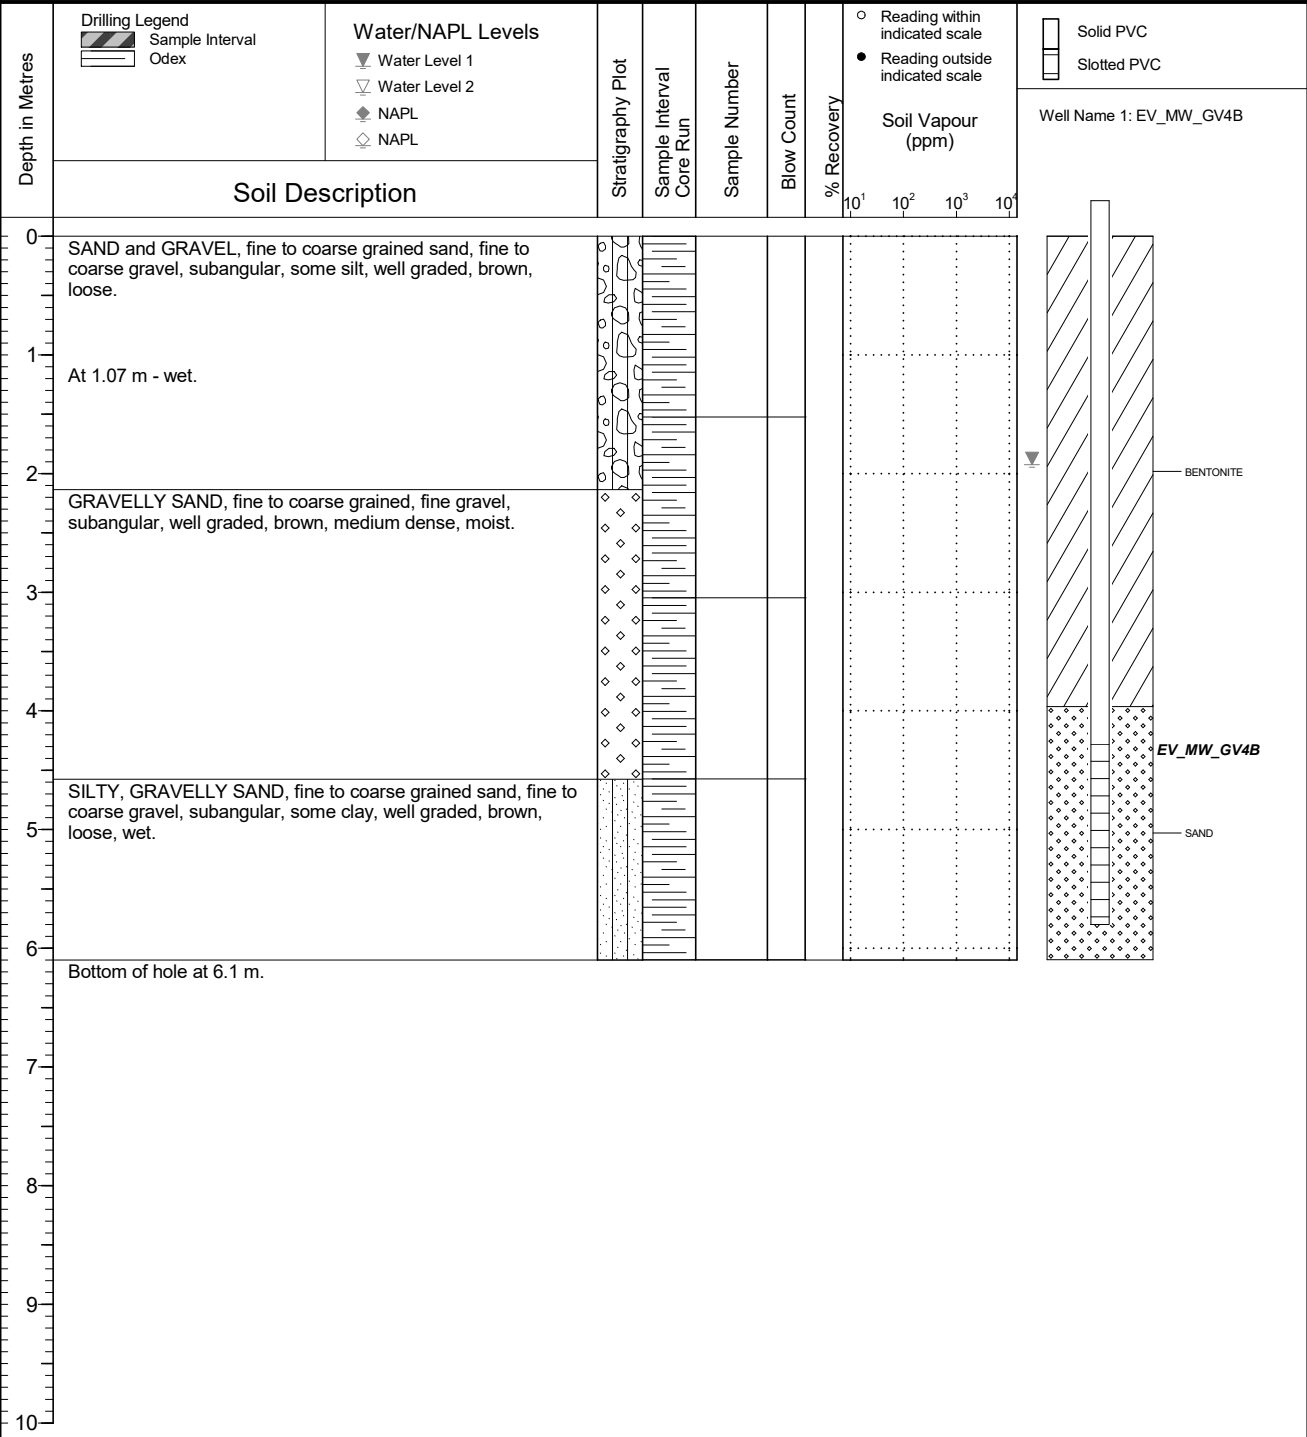 Depth in Metres
Drilling Legend
Sample Interval
Odex
Water/NAPL Levels
Water Level 1
Water Level 2
NAPL
NAPL
Soil Description
Stratigraphy Plot
Sample Interval
Core Run
Sample Number
Blow Count
% Recovery
Reading within
indicated scale
Reading outside
indicated scale
Soil Vapour
(ppm)
10¹ 10² 10³ 10⁴
Solid PVC
Slotted PVC
Well Name 1: EV_MW_GV4B
0
SAND and GRAVEL, fine to coarse grained sand, fine to
coarse gravel, subangular, some silt, well graded, brown,
loose.
1
At 1.07 m - wet.
2
BENTONITE
GRAVELLY SAND, fine to coarse grained, fine gravel,
subangular, well graded, brown, medium dense, moist.
3
4
EV_MW_GV4B
SILTY, GRAVELLY SAND, fine to coarse grained sand, fine to
coarse gravel, subangular, some clay, well graded, brown,
loose, wet.
5
SAND
6
Bottom of hole at 6.1 m.
7
8
9
10